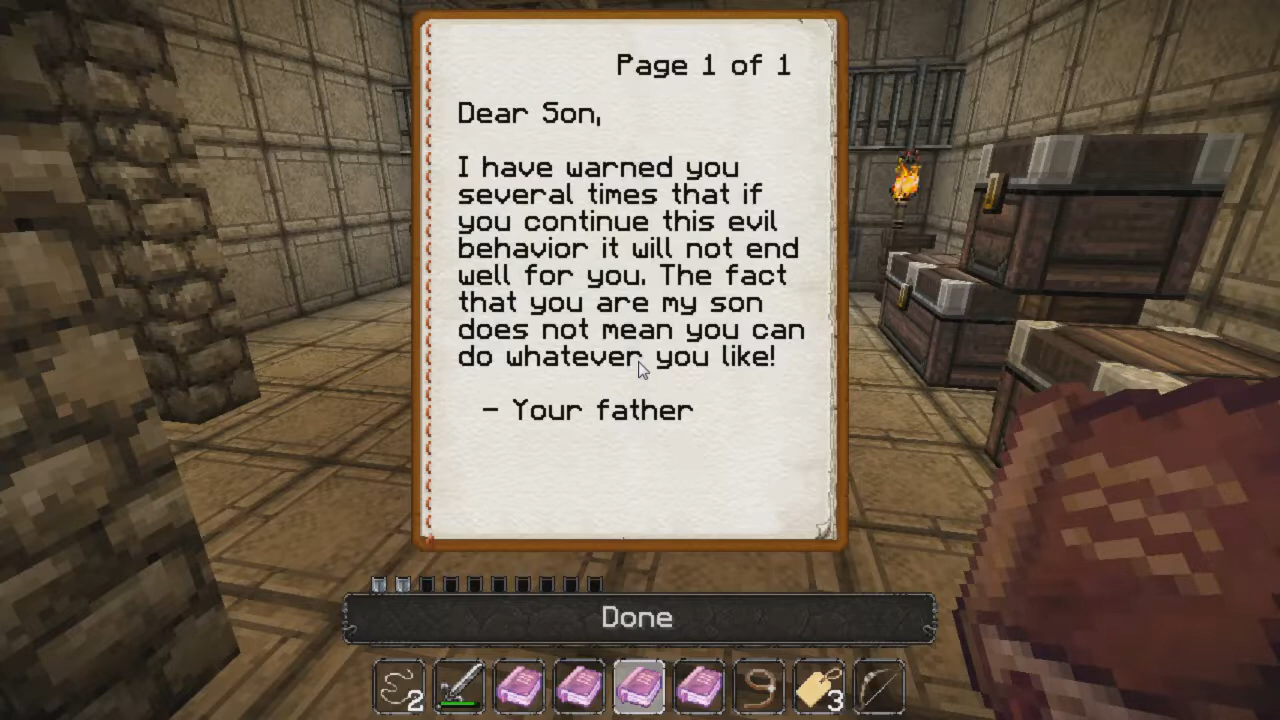 Page 1 of 1
Dear Son,
I have warned you
several times that if
you continue this evil
behavior it will not end
well for you. The fact
that you are my son
does not mean you can
do whatever you like!
- Your father
Done
2
3